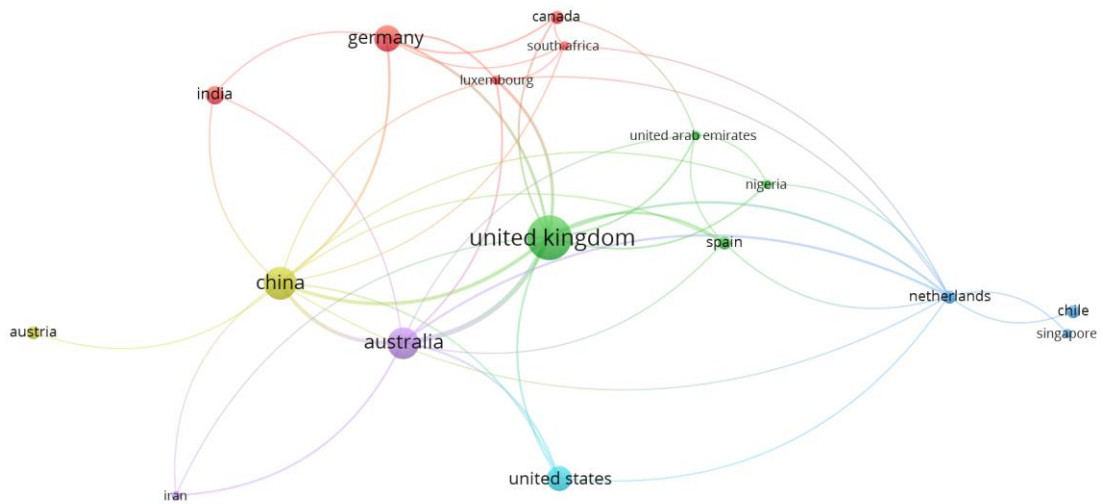 canada
germany
south africa
luxembourg
india
united arab emirates
nigeria
united kingdom
spain
china
netherlands
chile
austria
singapore
australia
united states
iran